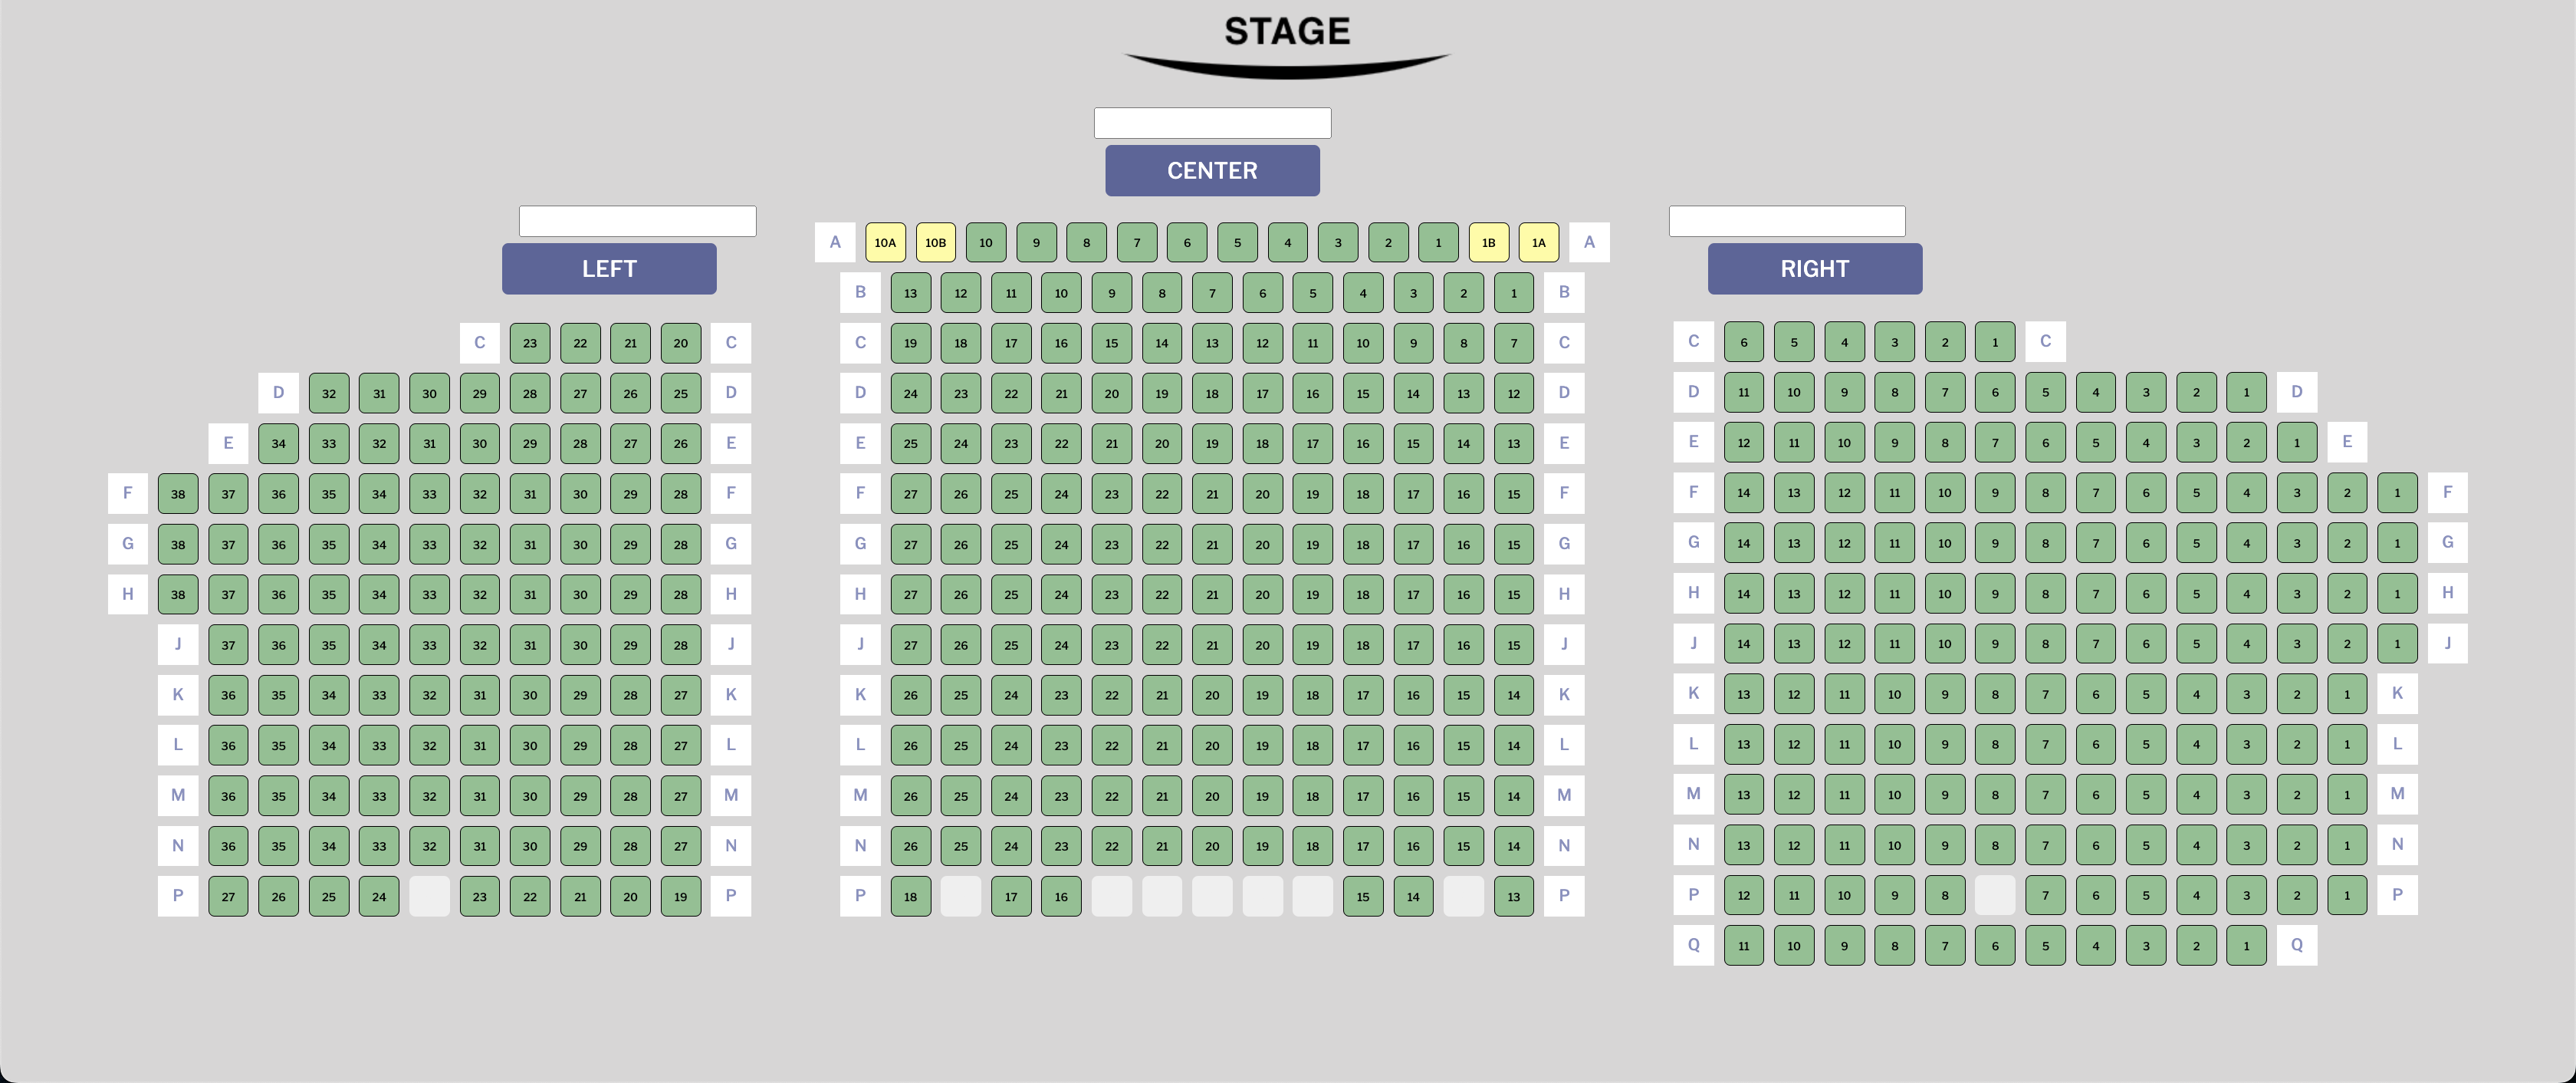 STAGE
CENTER
LEFT
RIGHT
A 10A 10B 10 9 8 7 6 5 4 3 2 1 1B 1A A
B 13 12 11 10 9 8 7 6 5 4 3 2 1 B
C 23 22 21 20 C C 19 18 17 16 15 14 13 12 11 10 9 8 7 C C 6 5 4 3 2 1 C
D 32 31 30 29 28 27 26 25 D D 24 23 22 21 20 19 18 17 16 15 14 13 12 D D 11 10 9 8 7 6 5 4 3 2 1 D
E 34 33 32 31 30 29 28 27 26 E E 25 24 23 22 21 20 19 18 17 16 15 14 13 E E 12 11 10 9 8 7 6 5 4 3 2 1 E
F 38 37 36 35 34 33 32 31 30 29 28 F F 27 26 25 24 23 22 21 20 19 18 17 16 15 F F 14 13 12 11 10 9 8 7 6 5 4 3 2 1 F
G 38 37 36 35 34 33 32 31 30 29 28 G G 27 26 25 24 23 22 21 20 19 18 17 16 15 G G 14 13 12 11 10 9 8 7 6 5 4 3 2 1 G
H 38 37 36 35 34 33 32 31 30 29 28 H H 27 26 25 24 23 22 21 20 19 18 17 16 15 H H 14 13 12 11 10 9 8 7 6 5 4 3 2 1 H
J 37 36 35 34 33 32 31 30 29 28 J J 27 26 25 24 23 22 21 20 19 18 17 16 15 J J 14 13 12 11 10 9 8 7 6 5 4 3 2 1 J
K 36 35 34 33 32 31 30 29 28 27 K K 26 25 24 23 22 21 20 19 18 17 16 15 14 K K 13 12 11 10 9 8 7 6 5 4 3 2 1 K
L 36 35 34 33 32 31 30 29 28 27 L L 26 25 24 23 22 21 20 19 18 17 16 15 14 L L 13 12 11 10 9 8 7 6 5 4 3 2 1 L
M 36 35 34 33 32 31 30 29 28 27 M M 26 25 24 23 22 21 20 19 18 17 16 15 14 M M 13 12 11 10 9 8 7 6 5 4 3 2 1 M
N 36 35 34 33 32 31 30 29 28 27 N N 26 25 24 23 22 21 20 19 18 17 16 15 14 N N 13 12 11 10 9 8 7 6 5 4 3 2 1 N
P 27 26 25 24 23 22 21 20 19 P P 18 17 16 15 14 13 P P 12 11 10 9 8 7 6 5 4 3 2 1 P
Q 11 10 9 8 7 6 5 4 3 2 1 Q